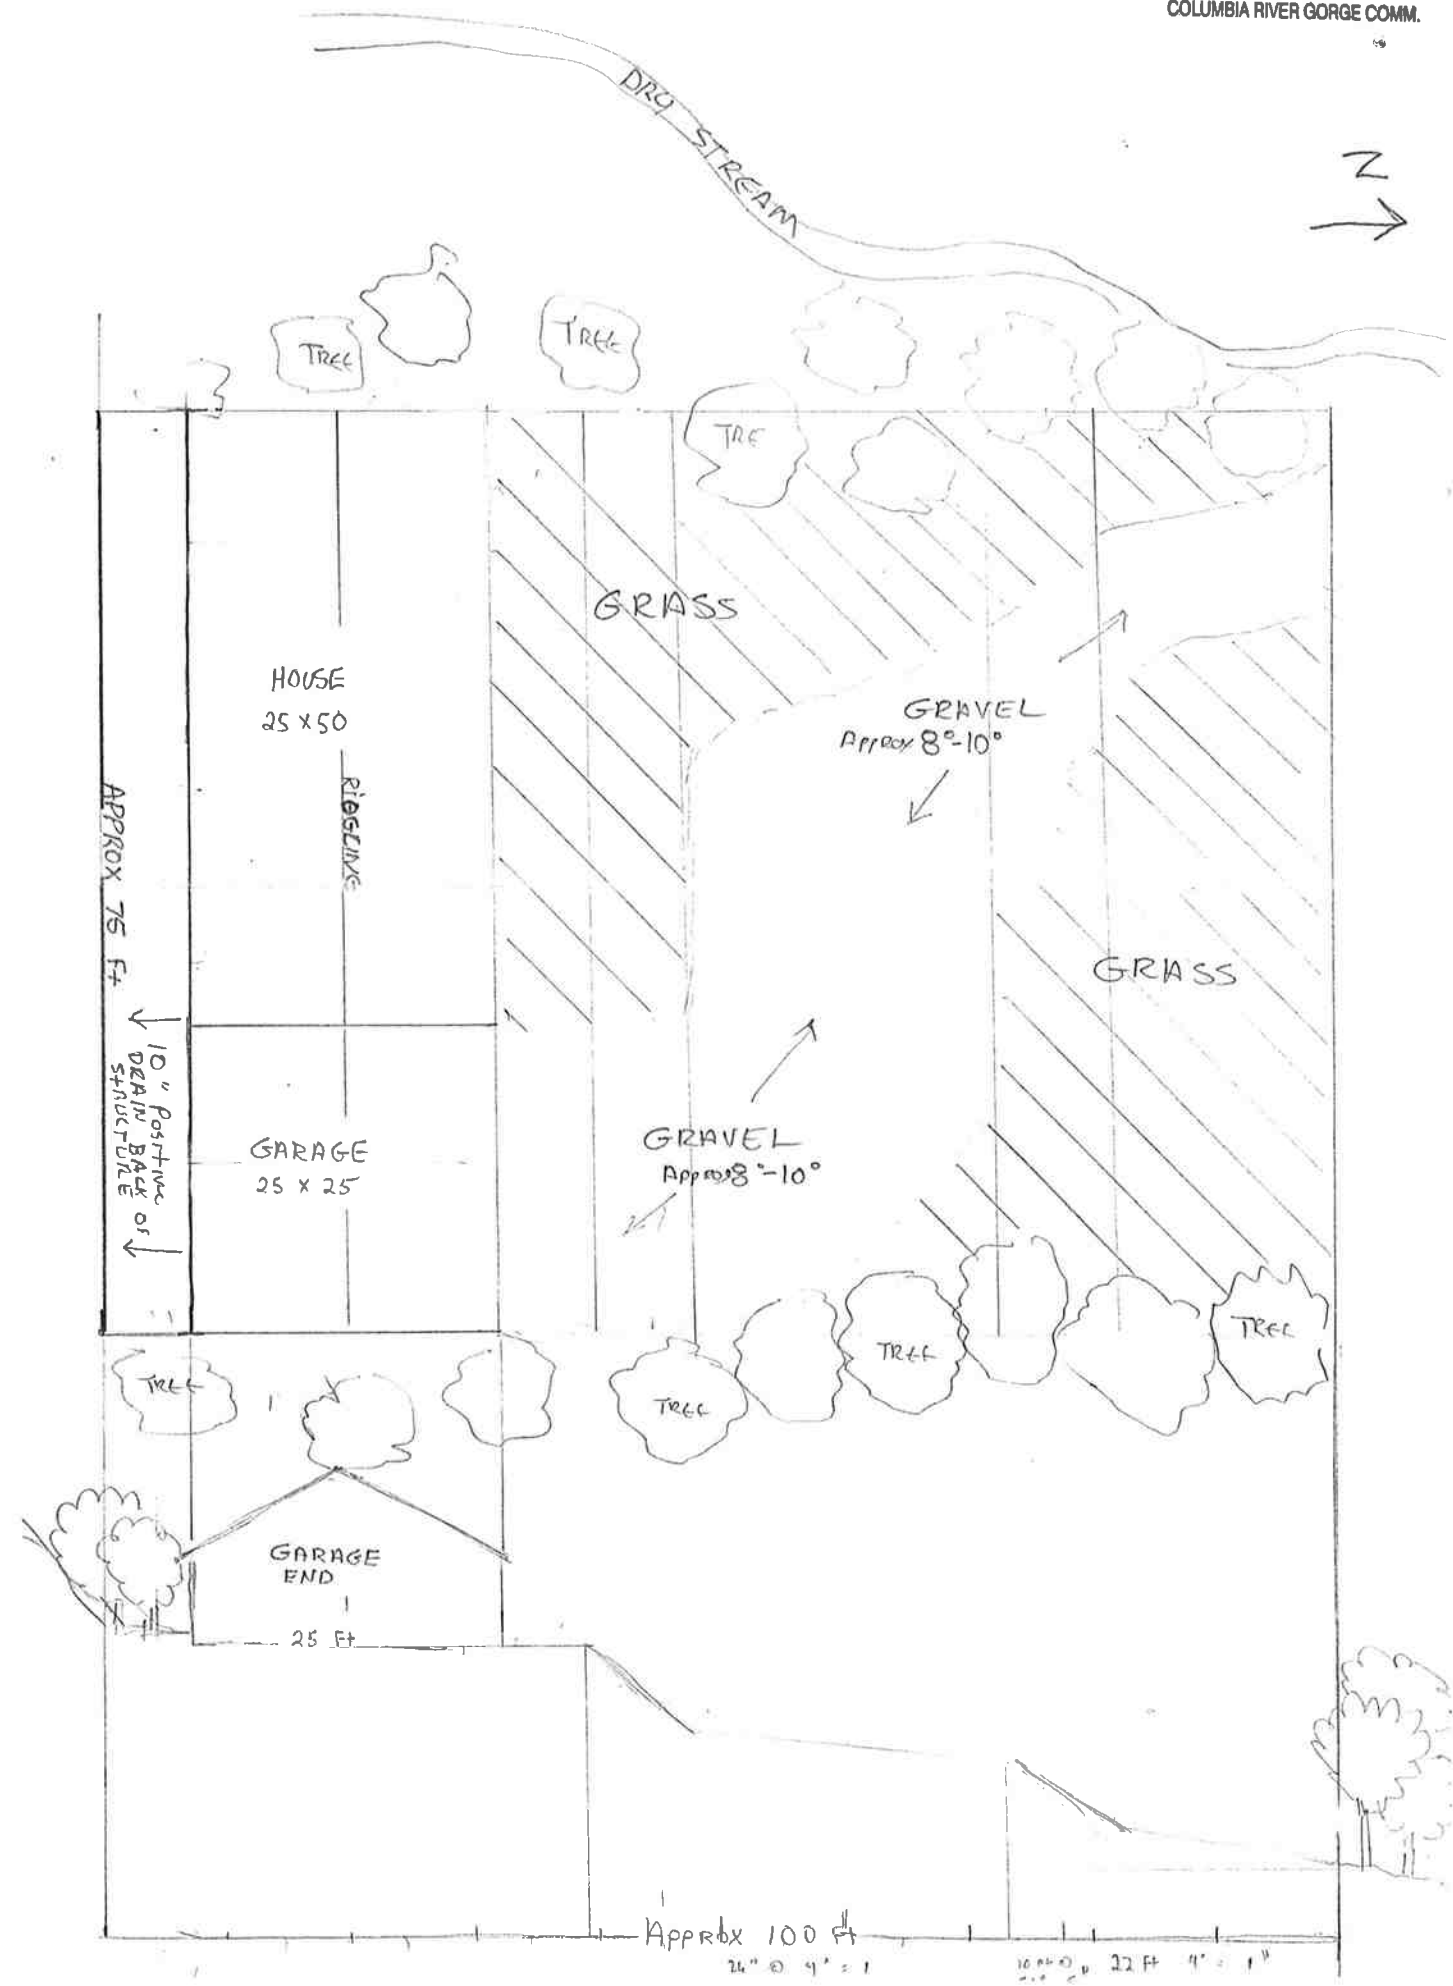 COLUMBIA RIVER GORGE COMM.
DRY STREAM
N
TREE
TREE
TRE
GRASS
HOUSE
25 X 50
GRAVEL
APPROX 8°-10°
RIDGELINE
APPROX 75 Ft
GRASS
10" Positive
DRAIN BACK OF
STRUCTURE
GARAGE
25 X 25
GRAVEL
Approx 8°-10°
TREE
TREE
TREE
TREE
GARAGE
END
25 Ft
Approx 100 Ft
22 Ft